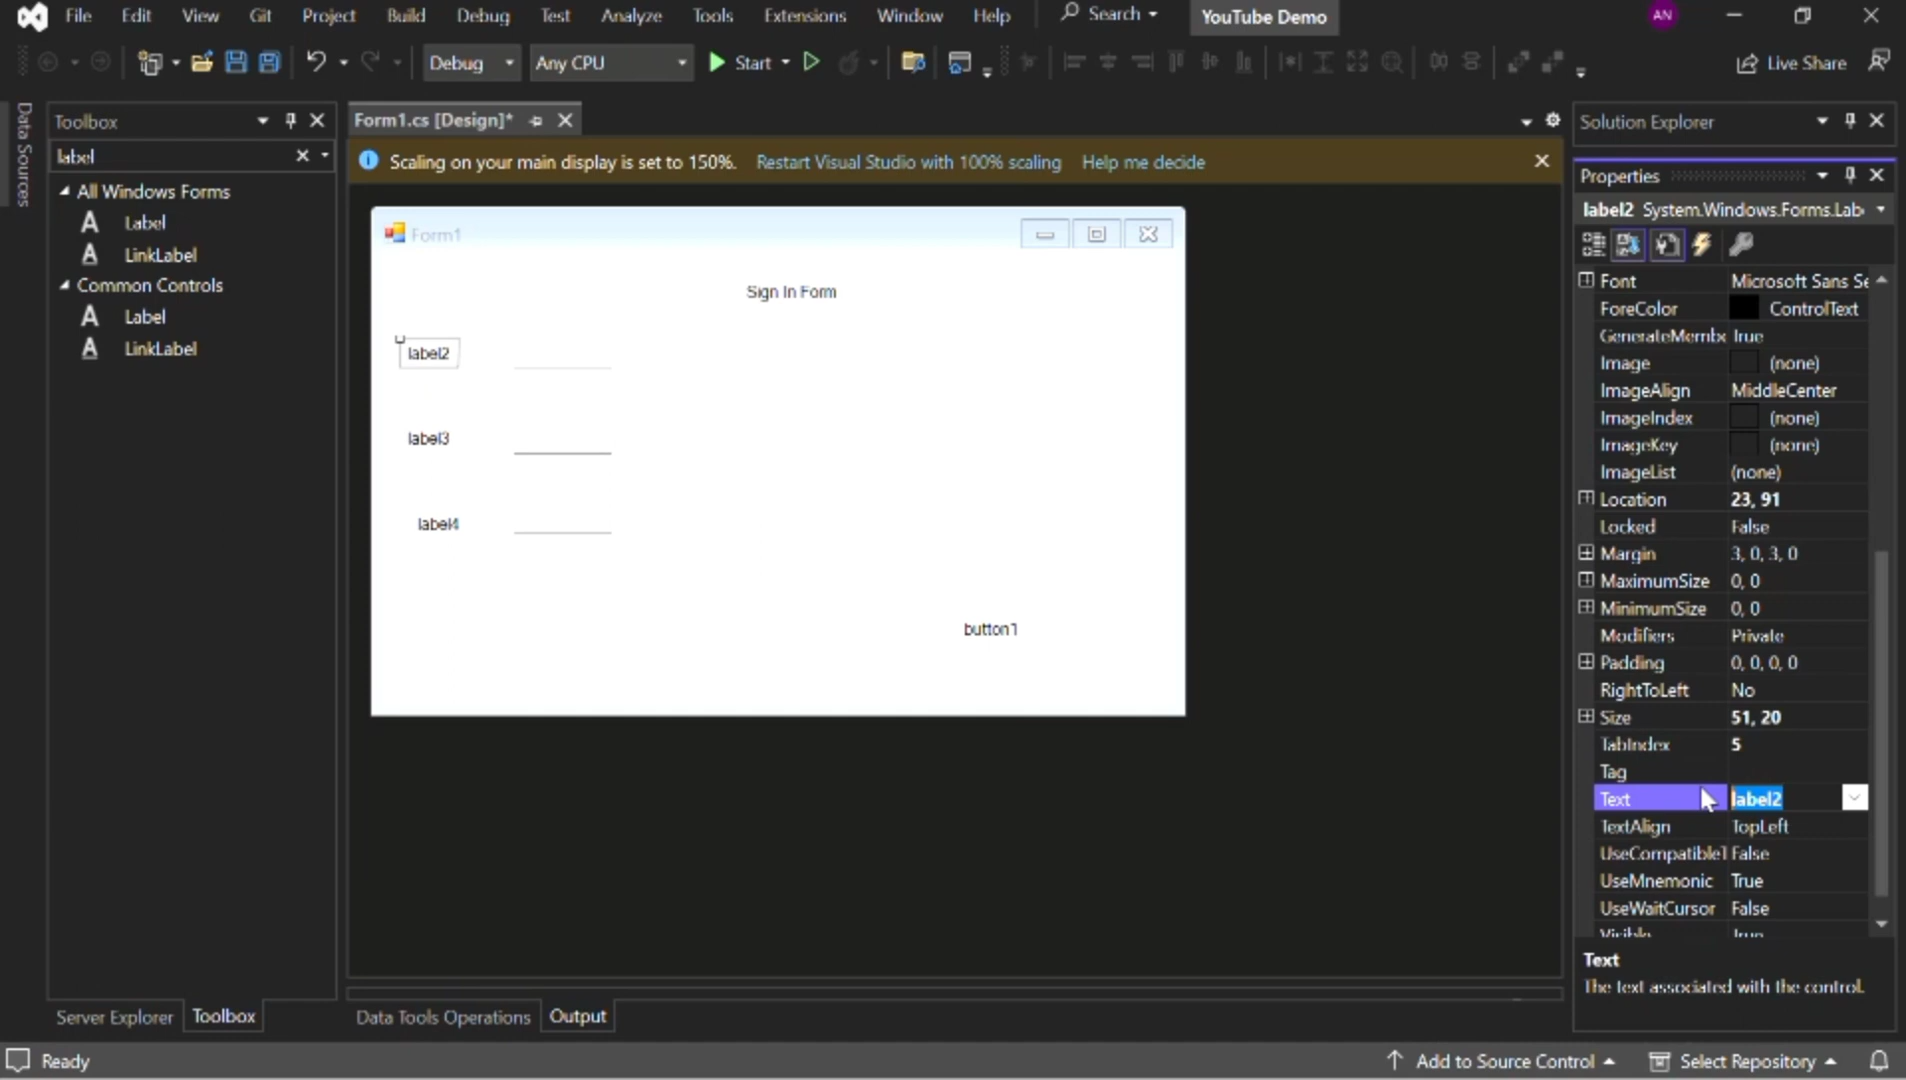 File Edit View Git Project Build Debug Test Analyze Tools Extensions Window Help Search YouTube Demo AN
Debug Any CPU Start Live Share
Data Sources
Toolbox
label
All Windows Forms
Label
LinkLabel
Common Controls
Label
LinkLabel
Server Explorer Toolbox
Form1.cs [Design]*
Scaling on your main display is set to 150%. Restart Visual Studio with 100% scaling Help me decide
Form1
Sign In Form
label2
label3
label4
button1
Data Tools Operations Output
Solution Explorer
Properties
label2 System.Windows.Forms.Lab
Font Microsoft Sans Se
ForeColor ControlText
GenerateMembe True
Image (none)
ImageAlign MiddleCenter
ImageIndex (none)
ImageKey (none)
ImageList (none)
Location 23, 91
Locked False
Margin 3, 0, 3, 0
MaximumSize 0, 0
MinimumSize 0, 0
Modifiers Private
Padding 0, 0, 0, 0
RightToLeft No
Size 51, 20
TabIndex 5
Tag
Text label2
TextAlign TopLeft
UseCompatibleT False
UseMnemonic True
UseWaitCursor False
Visible True
Text
The text associated with the control.
Ready Add to Source Control Select Repository